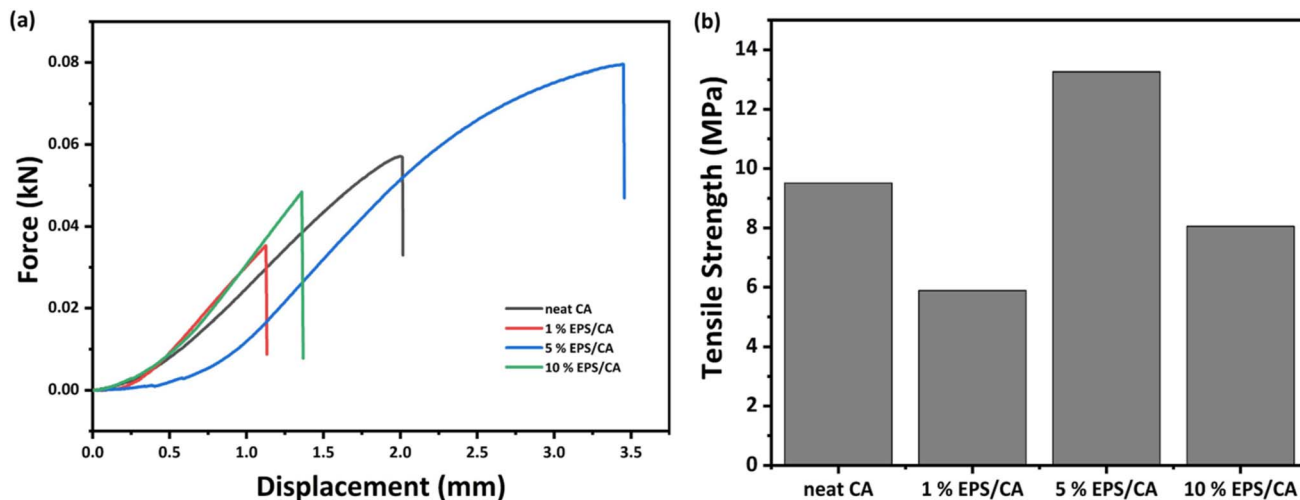 (a)
0.08
0.06
0.04
0.02
0.00
Force (kN)
neat CA
1 % EPS/CA
5 % EPS/CA
10 % EPS/CA
0.0 0.5 1.0 1.5 2.0 2.5 3.0 3.5
Displacement (mm)
(b)
14
12
10
8
6
4
2
0
Tensile Strength (MPa)
neat CA 1 % EPS/CA 5 % EPS/CA 10 % EPS/CA